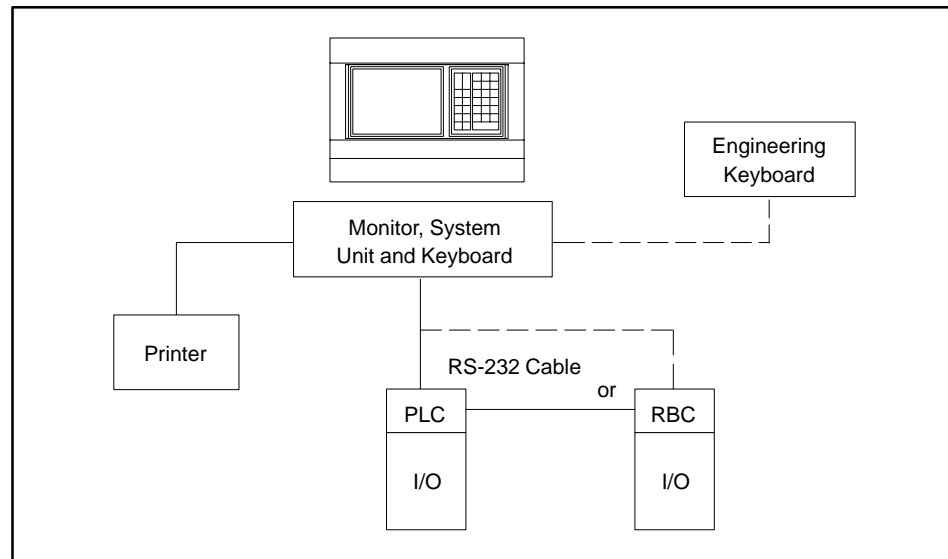 Engineering
Keyboard
Monitor, System
Unit and Keyboard
Printer
RS-232 Cable
or
PLC
RBC
I/O
I/O